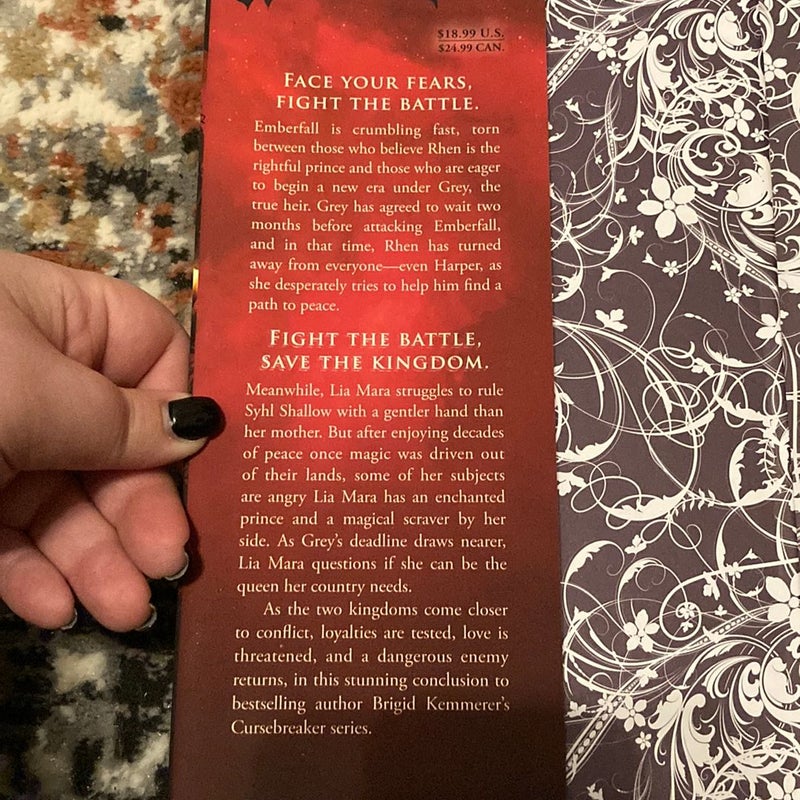 $18.99 U.S.
$24.99 CAN.
FACE YOUR FEARS,
FIGHT THE BATTLE.
Emberfall is crumbling fast, torn
between those who believe Rhen is the
rightful prince and those who are eager
to begin a new era under Grey, the
true heir. Grey has agreed to wait two
months before attacking Emberfall,
and in that time, Rhen has turned
away from everyone—even Harper, as
she desperately tries to help him find a
path to peace.
FIGHT THE BATTLE,
SAVE THE KINGDOM.
Meanwhile, Lia Mara struggles to rule
Syhl Shallow with a gentler hand than
her mother. But after enjoying decades
of peace once magic was driven out
of their lands, some of her subjects
are angry Lia Mara has an enchanted
prince and a magical scraver by her
side. As Grey's deadline draws nearer,
Lia Mara questions if she can be the
queen her country needs.
As the two kingdoms come closer
to conflict, loyalties are tested, love is
threatened, and a dangerous enemy
returns, in this stunning conclusion to
bestselling author Brigid Kemmerer's
Cursebreaker series.